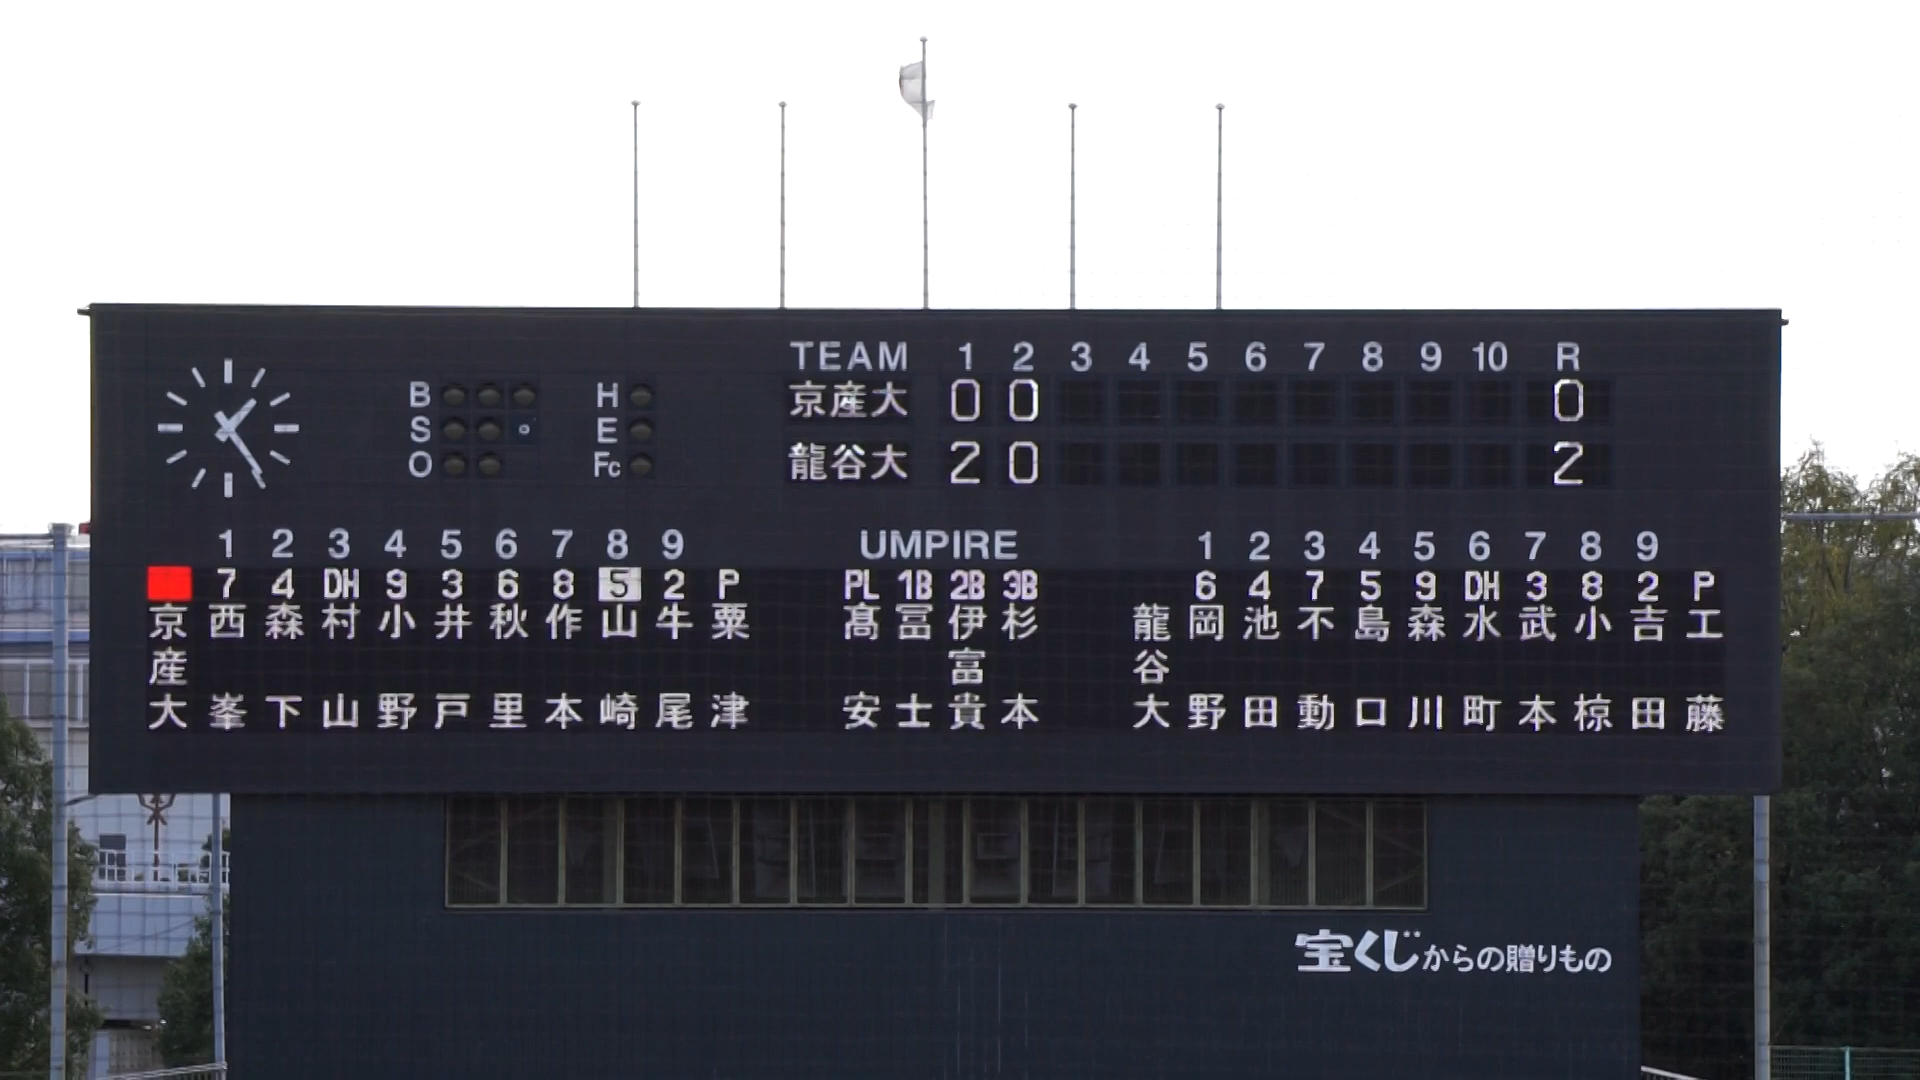 TEAM 1 2 3 4 5 6 7 8 9 10 R
B H 京産大 0 0 0
S E
O Fc 龍谷大 2 0 2
1 2 3 4 5 6 7 8 9 UMPIRE 1 2 3 4 5 6 7 8 9
7 4 DH 9 3 6 8 5 2 P PL 1B 2B 3B 6 4 7 5 9 DH 3 8 2 P
京産大 西峯 森下 村山 小野 井戸 秋里 作本 山崎 牛尾 粟津 髙安 冨士 伊富貴 杉本 龍谷大 岡野 池田 不動 島口 森川 水町 武本 小椋 吉田 工藤
宝くじからの贈りもの